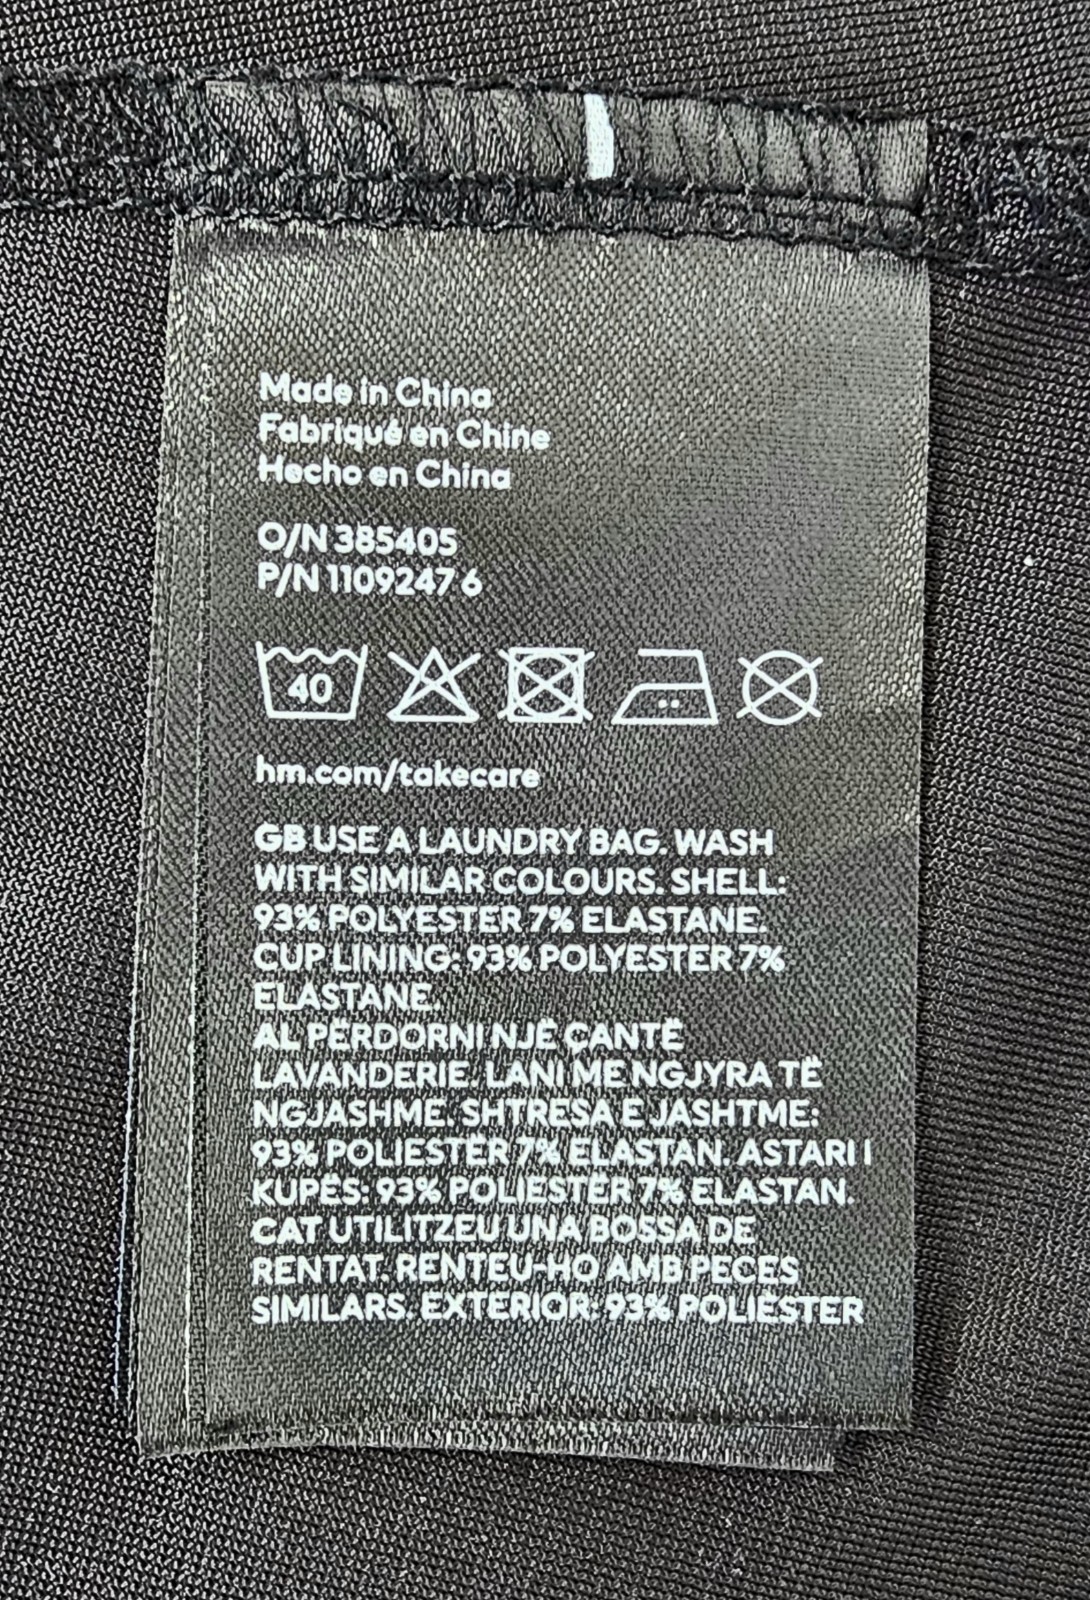 Made in China
Fabriqué en Chine
Hecho en China
O/N 385405
P/N 1109247 6
40
hm.com/takecare
GB USE A LAUNDRY BAG. WASH
WITH SIMILAR COLOURS. SHELL:
93% POLYESTER 7% ELASTANE.
CUP LINING: 93% POLYESTER 7%
ELASTANE.
AL PËRDORNI NJË ÇANTË
LAVANDERIE. LANI ME NGJYRA TË
NGJASHME. SHTRESA E JASHTME:
93% POLIESTËR 7% ELASTAN. ASTARI I
KUPËS: 93% POLIESTËR 7% ELASTAN.
CAT UTILITZEU UNA BOSSA DE
RENTAT. RENTEU-HO AMB PECES
SIMILARS. EXTERIOR: 93% POLIÈSTER